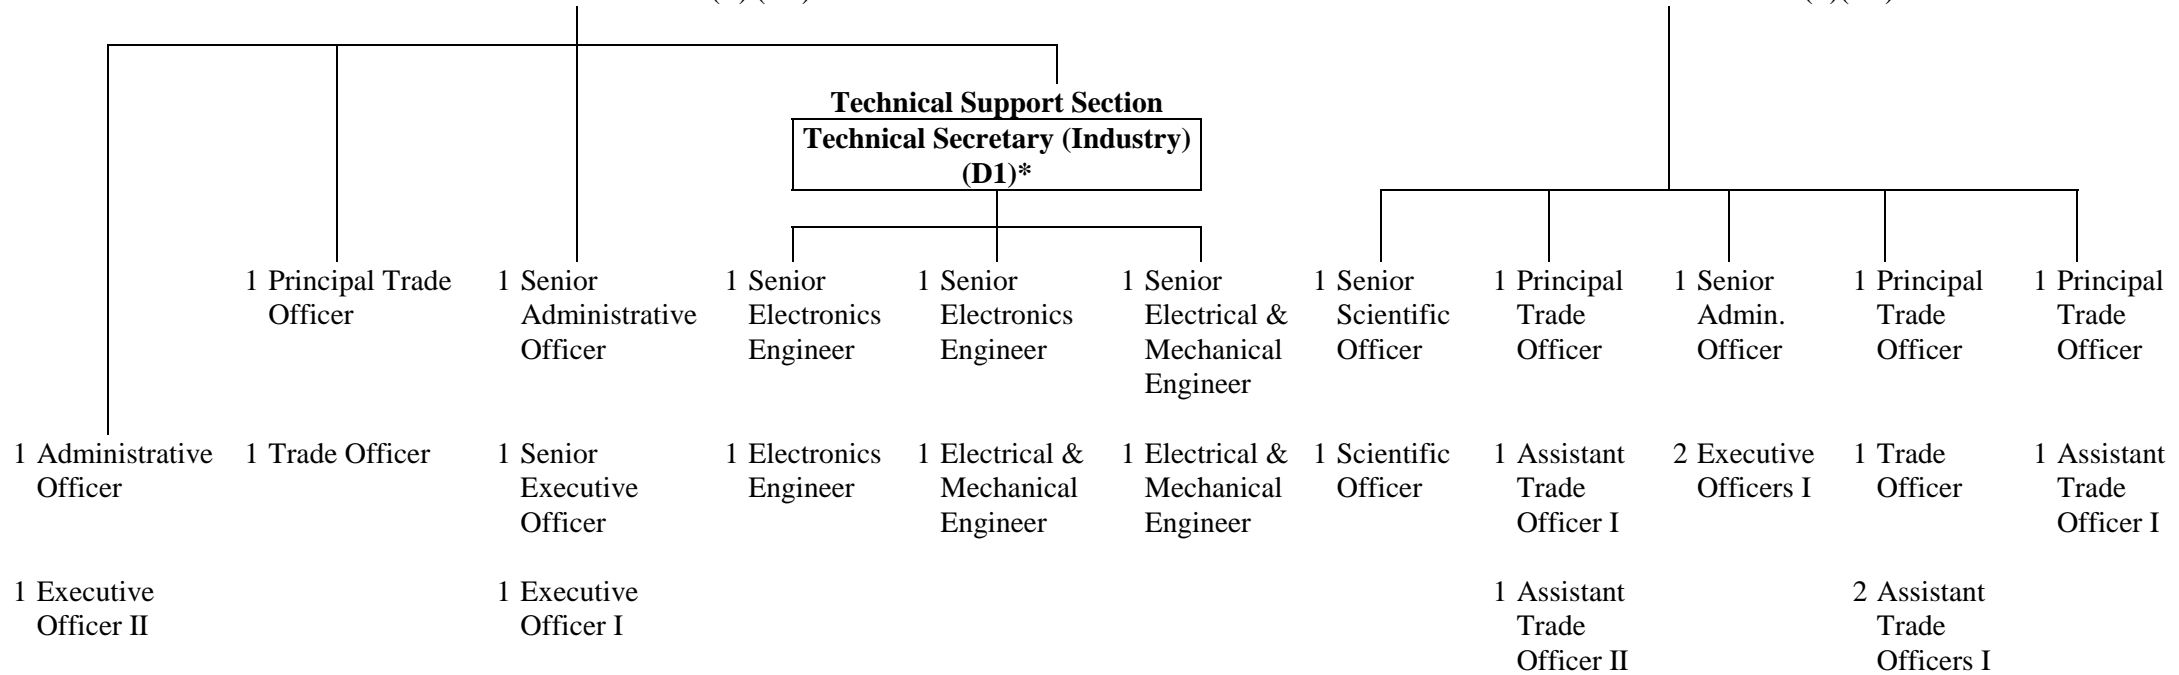 Technical Support Section
Technical Secretary (Industry)
(D1)*
1 Principal Trade
Officer
1 Senior
Administrative
Officer
1 Senior
Electronics
Engineer
1 Senior
Electronics
Engineer
1 Senior
Electrical &
Mechanical
Engineer
1 Senior
Scientific
Officer
1 Principal
Trade
Officer
1 Senior
Admin.
Officer
1 Principal
Trade
Officer
1 Principal
Trade
Officer
1 Administrative
Officer
1 Trade Officer
1 Senior
Executive
Officer
1 Electronics
Engineer
1 Electrical &
Mechanical
Engineer
1 Electrical &
Mechanical
Engineer
1 Scientific
Officer
1 Assistant
Trade
Officer I
2 Executive
Officers I
1 Trade
Officer
1 Assistant
Trade
Officer I
1 Executive
Officer II
1 Executive
Officer I
1 Assistant
Trade
Officer II
2 Assistant
Trade
Officers I